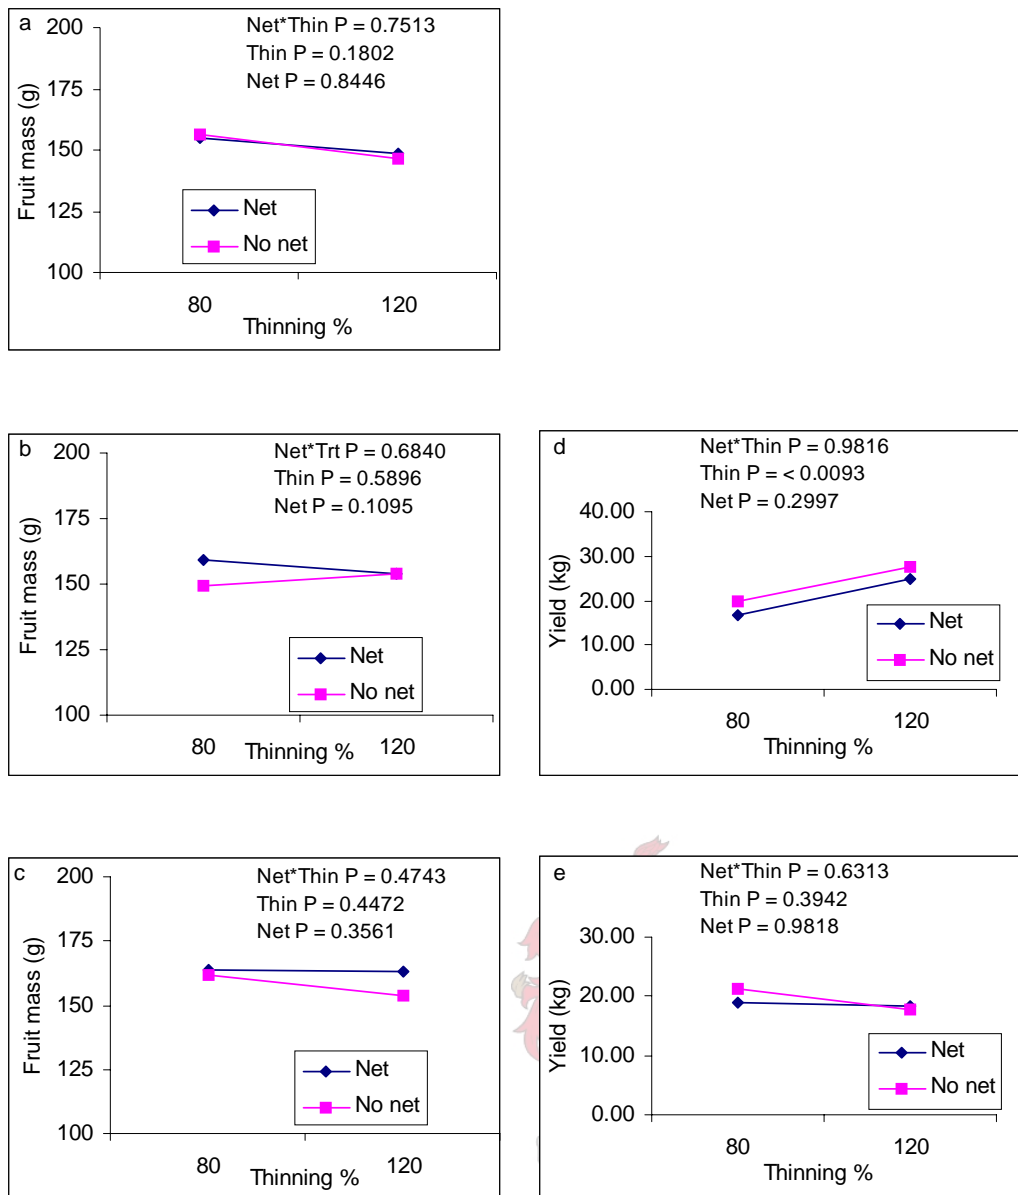 a
Net*Thin P = 0.7513
Thin P = 0.1802
Net P = 0.8446
200
175
150
125
100
Fruit mass (g)
Net
No net
80
120
Thinning %
b
Net*Trt P = 0.6840
Thin P = 0.5896
Net P = 0.1095
200
175
150
125
100
Fruit mass (g)
Net
No net
80
120
Thinning %
d
Net*Thin P = 0.9816
Thin P = < 0.0093
Net P = 0.2997
40.00
30.00
20.00
10.00
0.00
Yield (kg)
Net
No net
80
120
Thinning %
c
Net*Thin P = 0.4743
Thin P = 0.4472
Net P = 0.3561
200
175
150
125
100
Fruit mass (g)
Net
No net
80
120
Thinning %
e
Net*Thin P = 0.6313
Thin P = 0.3942
Net P = 0.9818
30.00
20.00
10.00
0.00
Yield (kg)
Net
No net
80
120
Thinning %